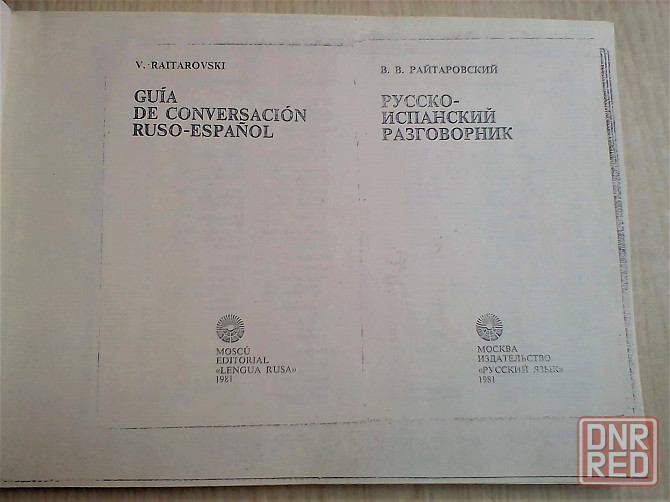 V. RAITAROVSKI
GUÍA
DE CONVERSACIÓN
RUSO-ESPAÑOL
MOSCÚ
EDITORIAL
«LENGUA RUSA»
1981
В. В. РАЙТАРОВСКИЙ
РУССКО-
ИСПАНСКИЙ
РАЗГОВОРНИК
МОСКВА
ИЗДАТЕЛЬСТВО
«РУССКИЙ ЯЗЫК»
1981
DNR
RED